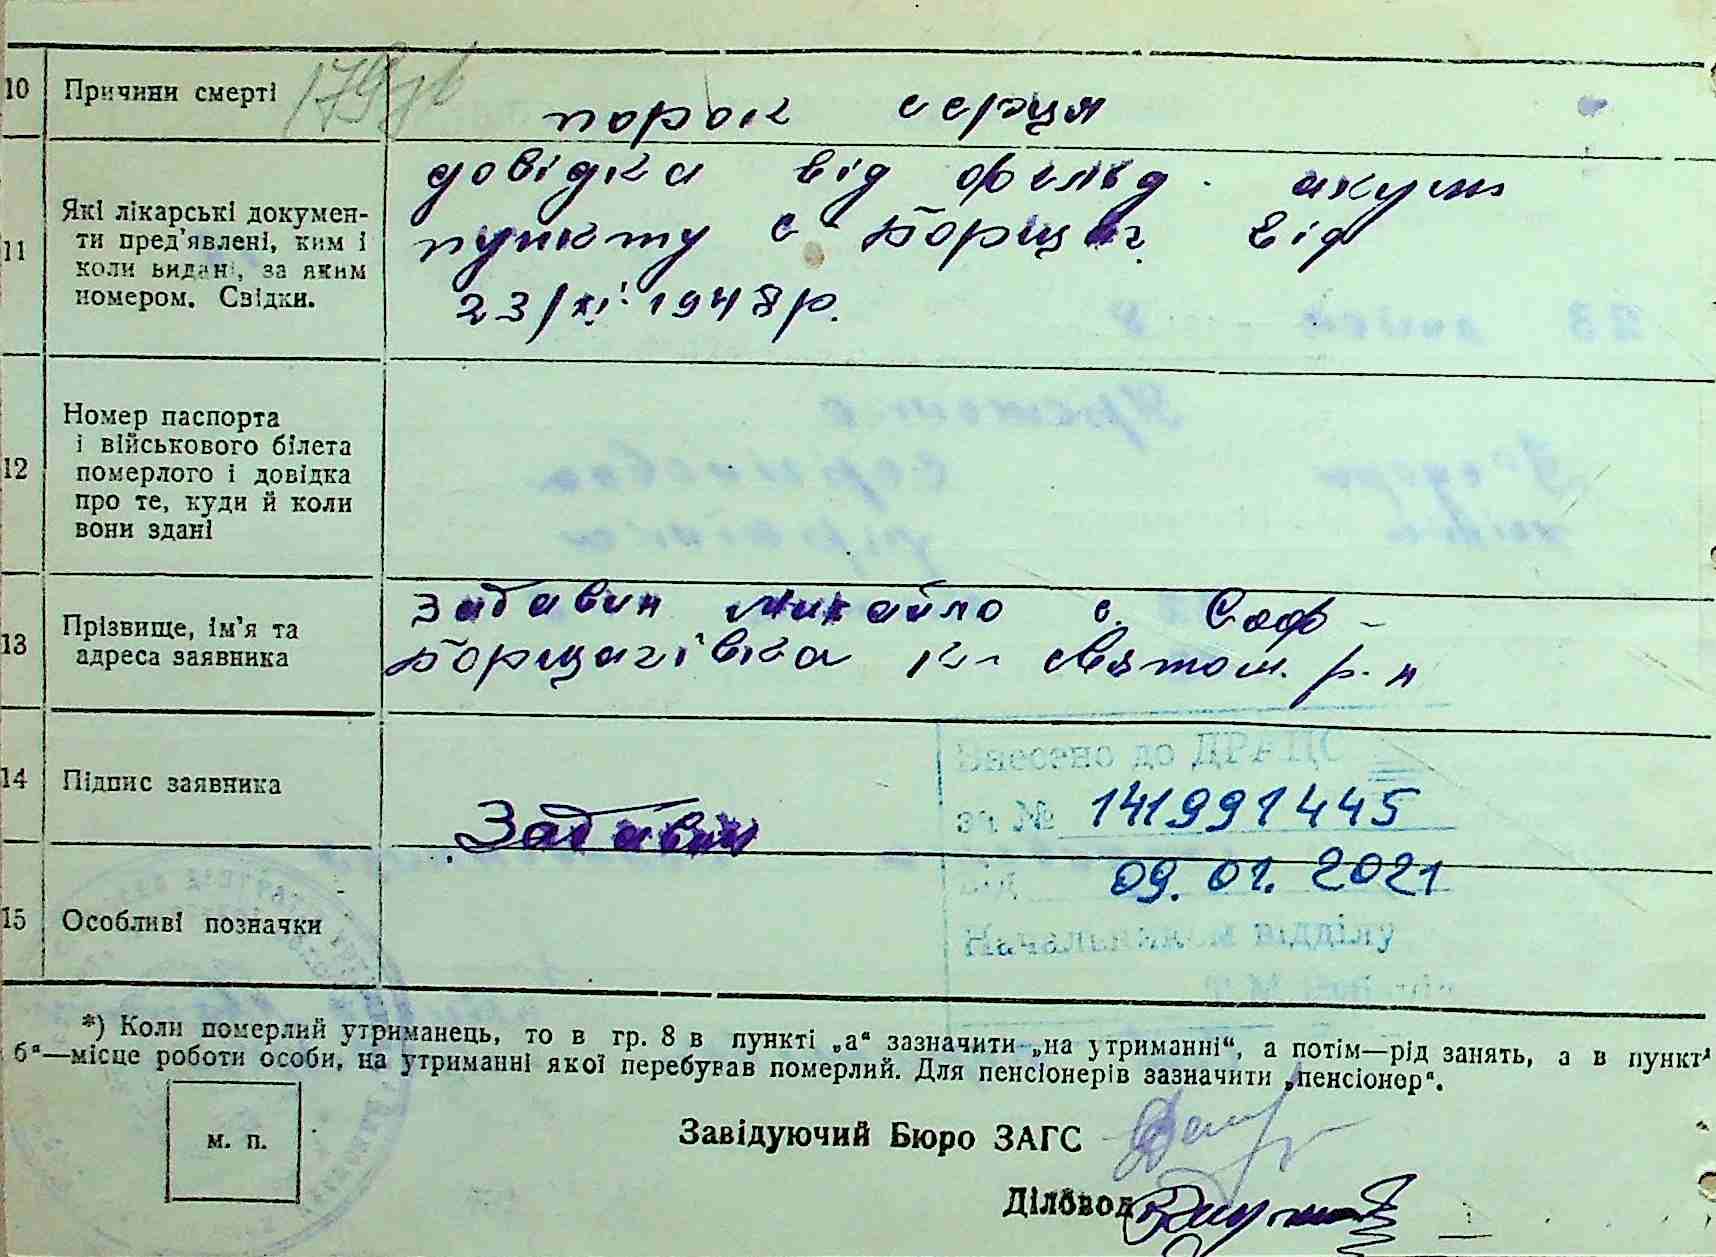 10 Причини смерті порок серця
11 Які лікарські докумен-
ти пред'явлені, ким і
коли видані, за яким
номером. Свідки.
довідка від фельд. акуш
пункту с. Борщаг. від
23/XI 1948 р.
12 Номер паспорта
і військового білета
померлого і довідка
про те, куди й коли
вони здані
13 Прізвище, ім'я та
адреса заявника
Забавин Михайло с. Соф-
Борщагівка К- Святош. р-н
14 Підпис заявника Забавин
Внесено до ДРАЦС
за № 141991445
від 09.01.2021
15 Особливі позначки
Начальником відділу
*) Коли померлий утриманець, то в гр. 8 в пункті „а“ зазначити „на утриманні“, а потім—рід занять, а в пункті
б“—місце роботи особи, на утриманні якої перебував померлий. Для пенсіонерів зазначити „пенсіонер“.
м. п.
Завідуючий Бюро ЗАГС
Діловод